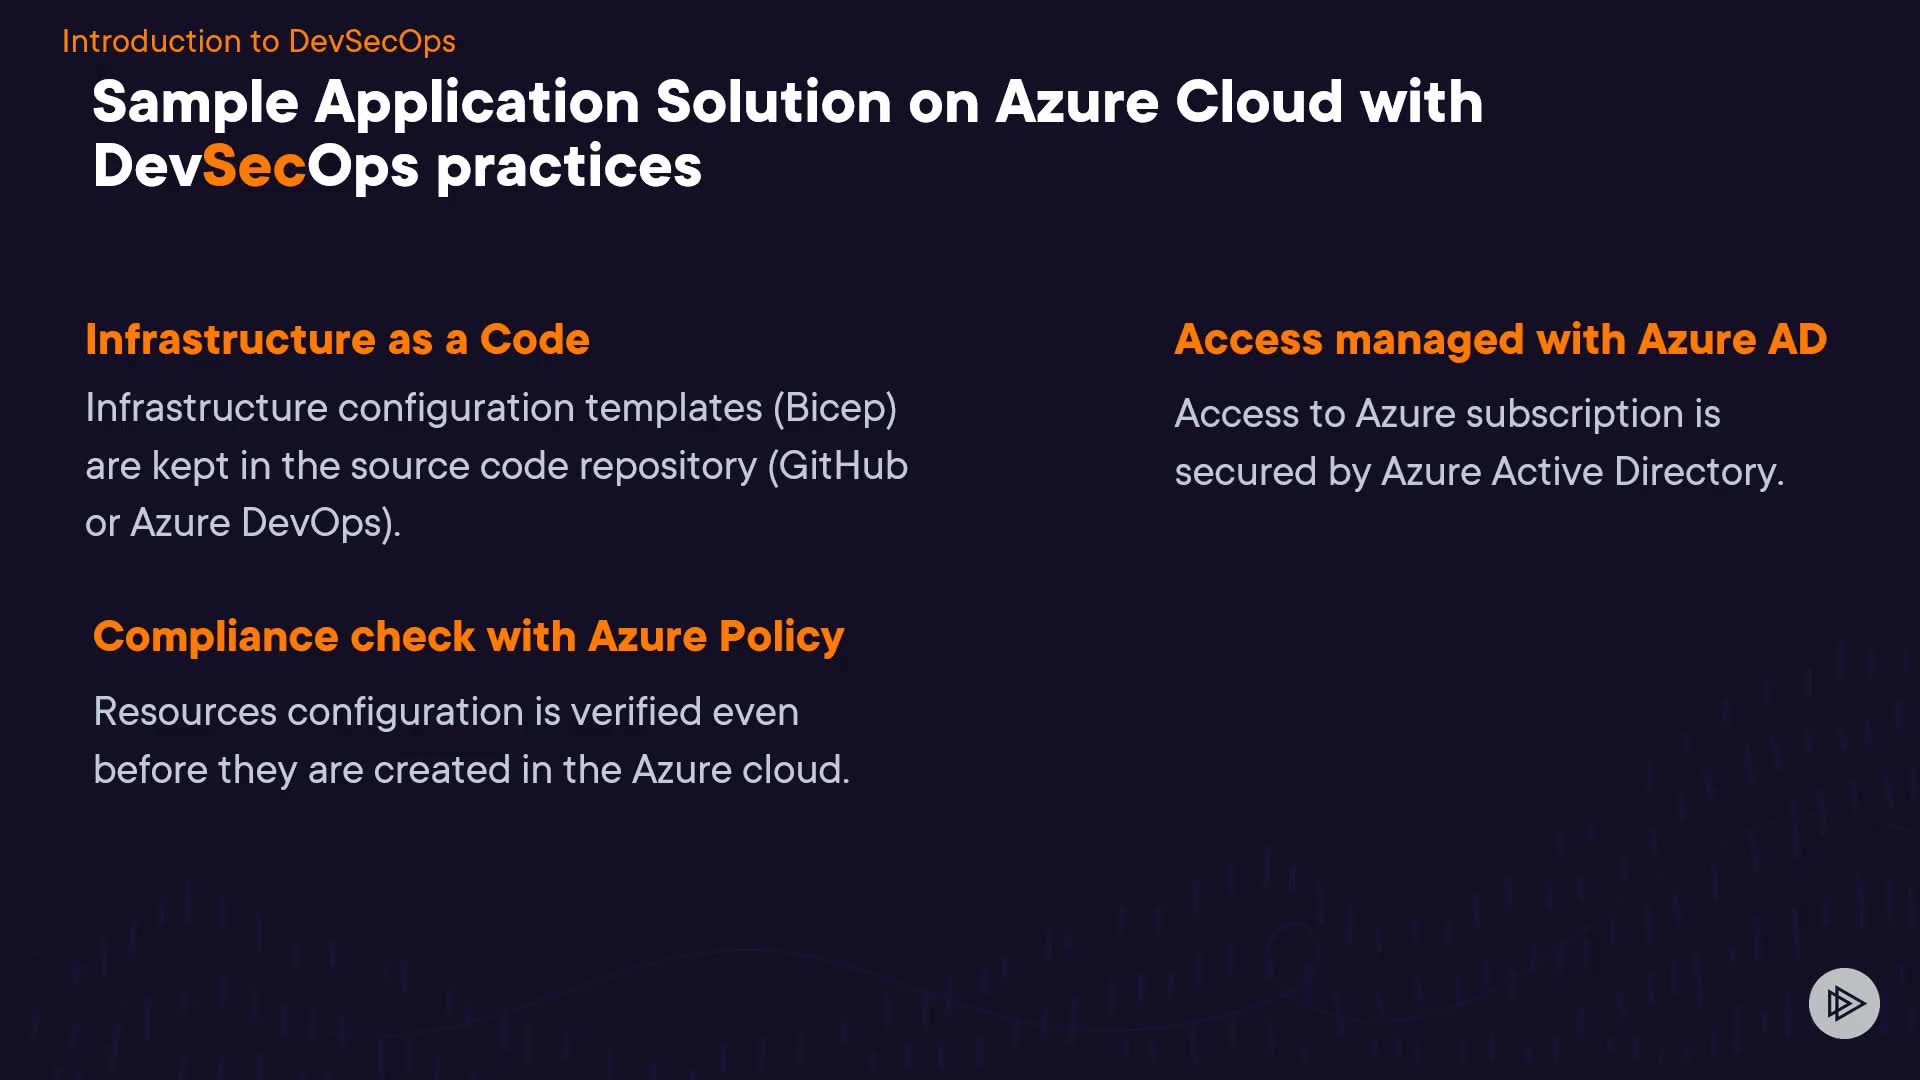 Introduction to DevSecOps
Sample Application Solution on Azure Cloud with
DevSecOps practices
Infrastructure as a Code
Infrastructure configuration templates (Bicep)
are kept in the source code repository (GitHub
or Azure DevOps).
Access managed with Azure AD
Access to Azure subscription is
secured by Azure Active Directory.
Compliance check with Azure Policy
Resources configuration is verified even
before they are created in the Azure cloud.